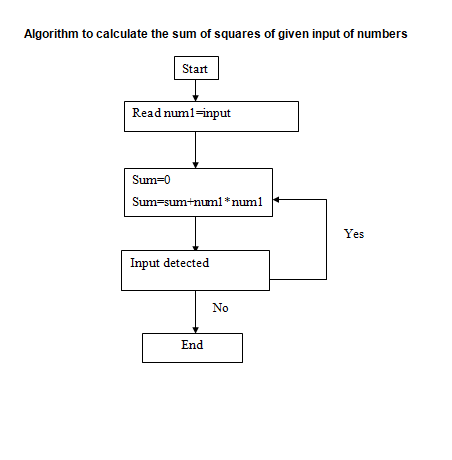 Algorithm to calculate the sum of squares of given input of numbers
Start
Read num1=input
Sum=0
Sum=sum+num1*num1
Yes
Input detected
No
End